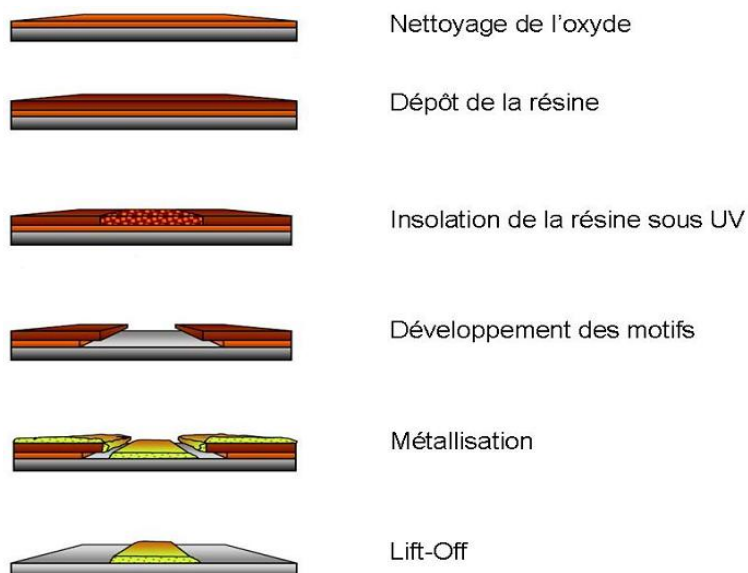 Nettoyage de l'oxyde
Dépôt de la résine
Insolation de la résine sous UV
Développement des motifs
Métallisation
Lift-Off